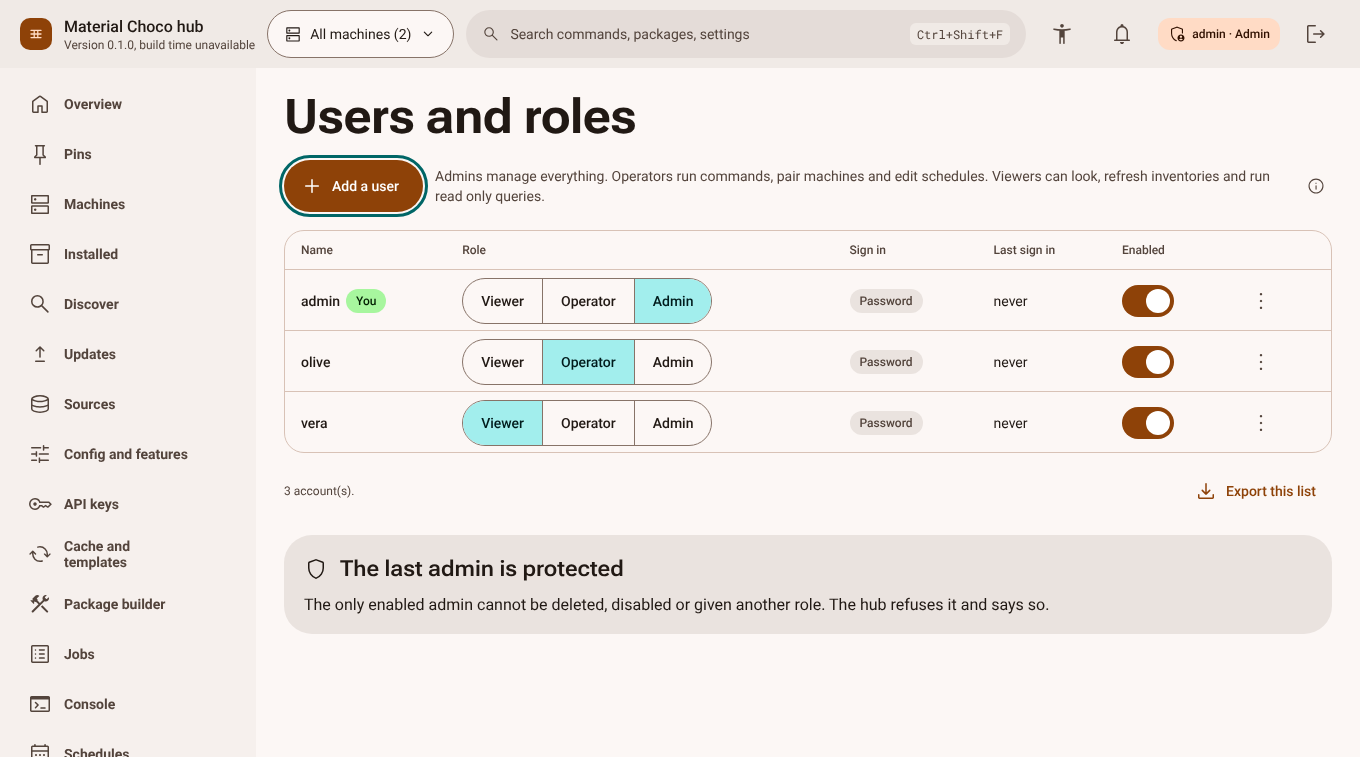 Material Choco hub
Version 0.1.0, build time unavailable
All machines (2)
Search commands, packages, settings
Ctrl+Shift+F
admin · Admin
Overview
Pins
Machines
Installed
Discover
Updates
Sources
Config and features
API keys
Cache and
templates
Package builder
Jobs
Console
Schedules
Users and roles
Add a user
Admins manage everything. Operators run commands, pair machines and edit schedules. Viewers can look, refresh inventories and run
read only queries.
Name Role Sign in Last sign in Enabled
admin You Viewer Operator Admin Password never
olive Viewer Operator Admin Password never
vera Viewer Operator Admin Password never
3 account(s).
Export this list
The last admin is protected
The only enabled admin cannot be deleted, disabled or given another role. The hub refuses it and says so.